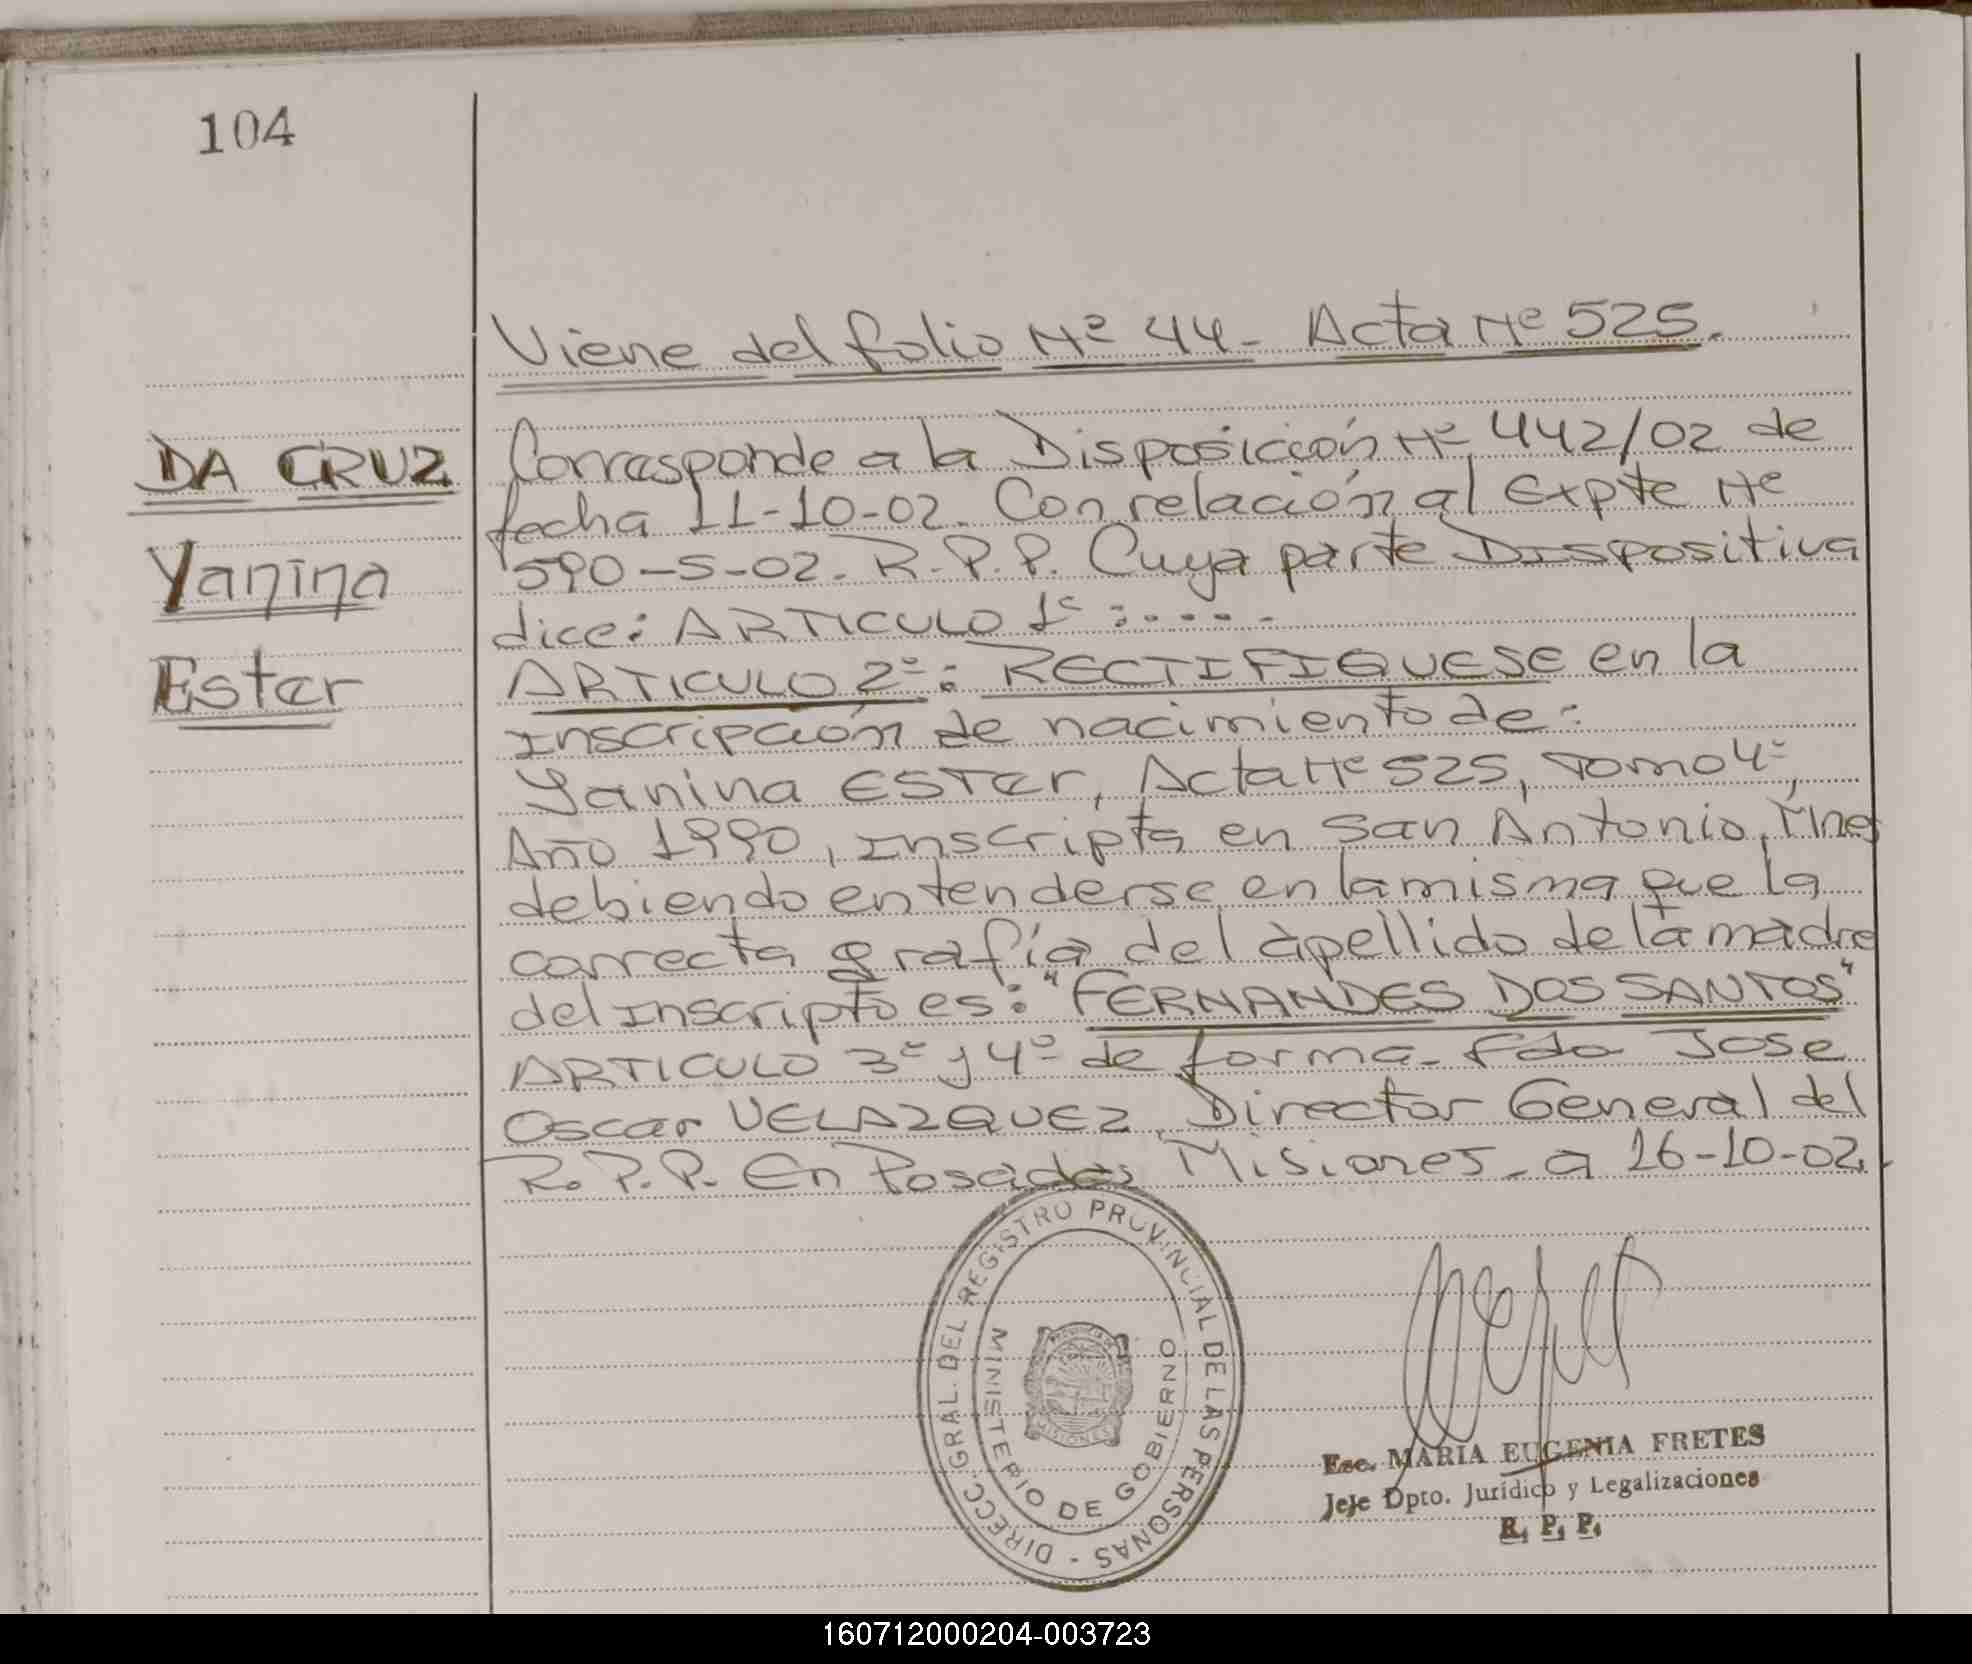 104
Viene del folio Nº 44. Acta Nº 525.
DA CRUZ
Yanina
Ester
Corresponde a la Disposición Nº 442/02 de
fecha 11-10-02. Con relación al Expte Nº
590-S-02. R.P.P. Cuya parte Dispositiva
dice: ARTICULO 1º :.....
ARTICULO 2º: RECTIFIQUESE en la
Inscripción de nacimiento de:
Yanina ESTER, Acta Nº 525, Tomo 4º,
Año 1990, Inscripta en San Antonio, Mnes
debiendo entenderse en la misma que la
correcta grafía del apellido de la madre
del Inscripto es: "FERNANDES DOS SANTOS"
ARTICULO 3º y 4º de forma. Fdo Jose
Oscar VELAZQUEZ, Director General del
R.P.P. En Posadas, Misiones. a 16-10-02.
DIRECC. GRAL. DEL REGISTRO PROVINCIAL DE LAS PERSONAS -
MINISTERIO DE GOBIERNO
PROVINCIA DE
MISIONES
Esc. MARIA EUGENIA FRETES
Jefe Dpto. Jurídico y Legalizaciones
R. P. P.
160712000204-003723